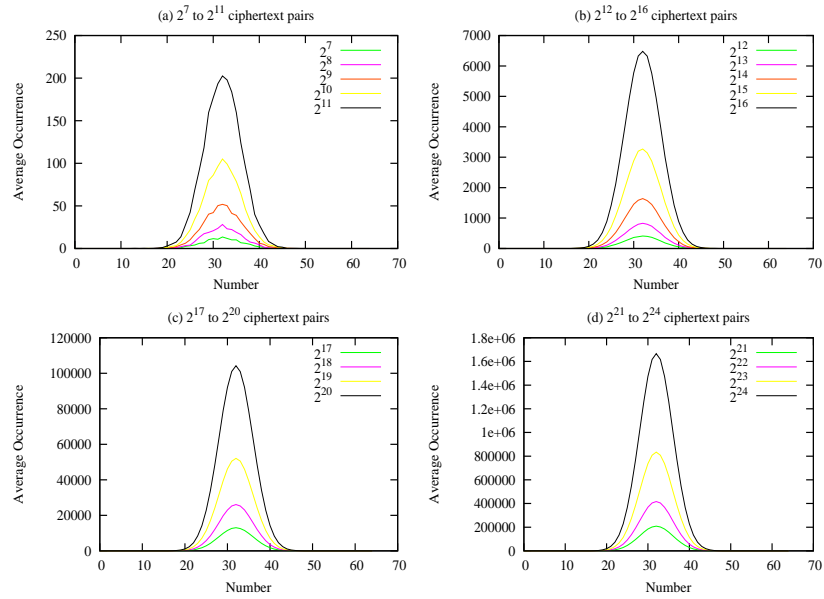 (a) 2^7 to 2^11 ciphertext pairs
250
200
150
100
50
0
0 10 20 30 40 50 60 70
Average Occurrence
Number
2^7
2^8
2^9
2^10
2^11
(b) 2^12 to 2^16 ciphertext pairs
7000
6000
5000
4000
3000
2000
1000
0
0 10 20 30 40 50 60 70
Average Occurrence
Number
2^12
2^13
2^14
2^15
2^16
(c) 2^17 to 2^20 ciphertext pairs
120000
100000
80000
60000
40000
20000
0
0 10 20 30 40 50 60 70
Average Occurrence
Number
2^17
2^18
2^19
2^20
(d) 2^21 to 2^24 ciphertext pairs
1.8e+06
1.6e+06
1.4e+06
1.2e+06
1e+06
800000
600000
400000
200000
0
0 10 20 30 40 50 60 70
Average Occurrence
Number
2^21
2^22
2^23
2^24